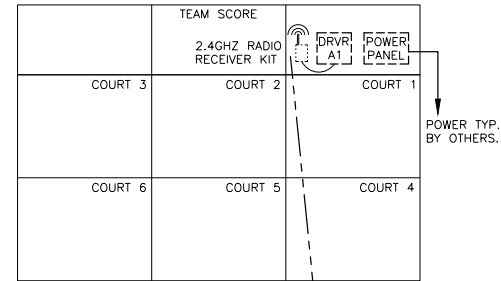 TEAM SCORE
2.4GHZ RADIO
RECEIVER KIT
DRVR
A1
POWER
PANEL
COURT 3
COURT 2
COURT 1
POWER TYP.
BY OTHERS.
COURT 6
COURT 5
COURT 4